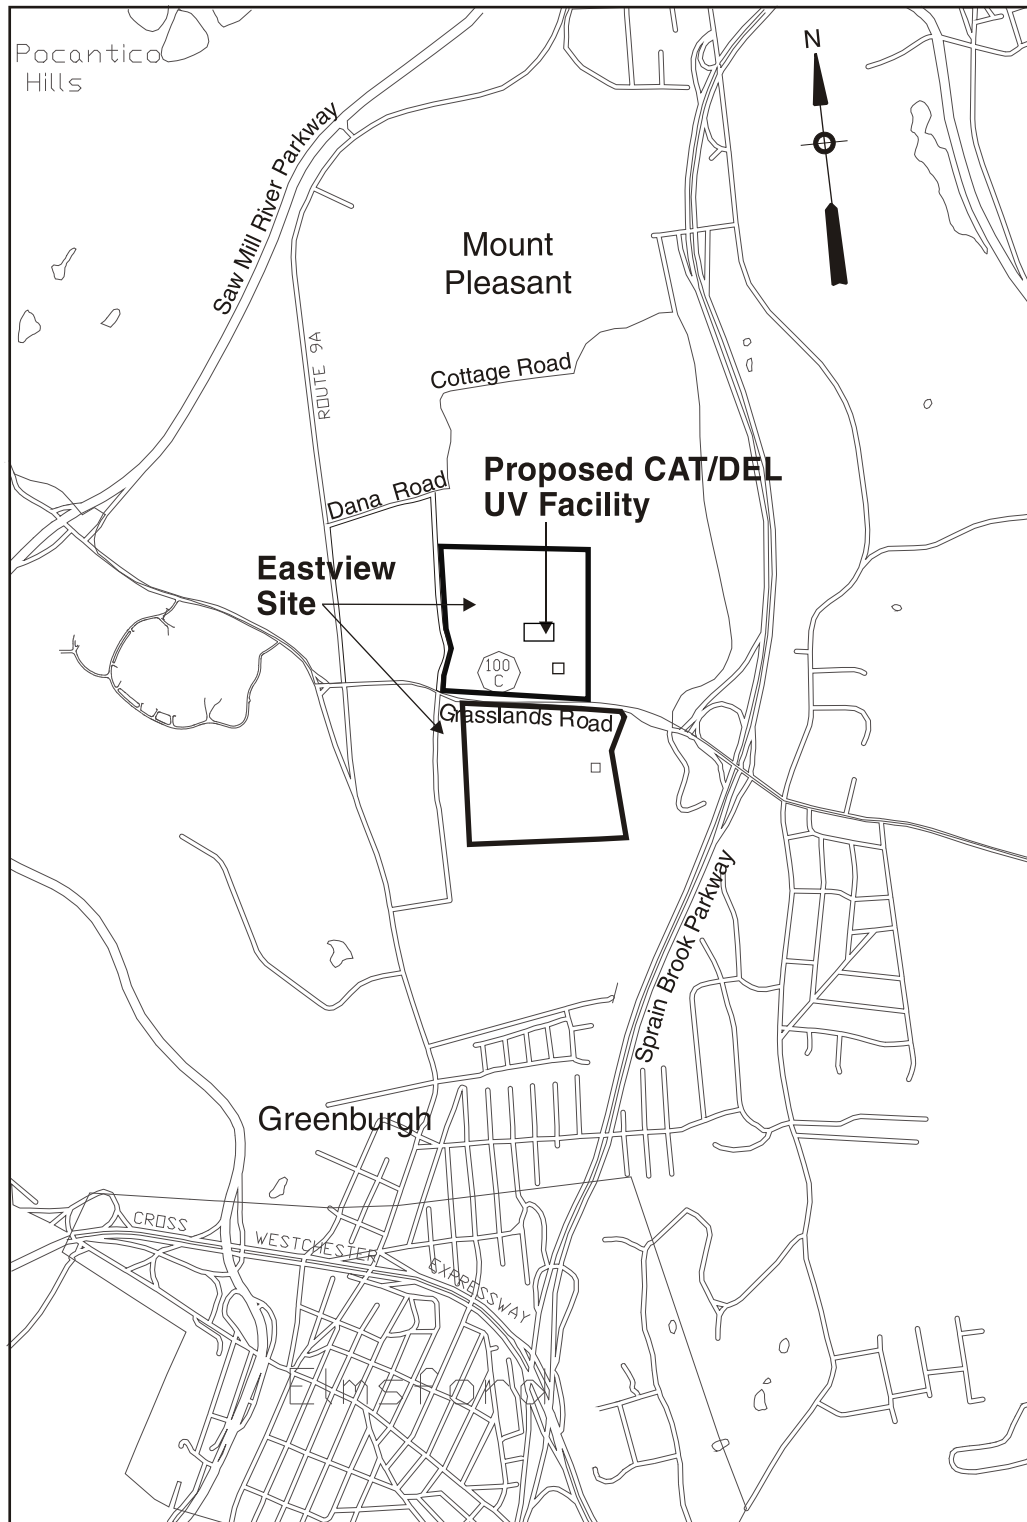 Pocantico
Hills
N
Saw Mill River Parkway
Mount
Pleasant
ROUTE 9A
Cottage Road
Proposed CAT/DEL
UV Facility
Dana Road
Eastview
Site
100
C
Grasslands Road
Sprain Brook Parkway
Greenburgh
CROSS
WESTCHESTER
EXPRESSWAY
Elmsford